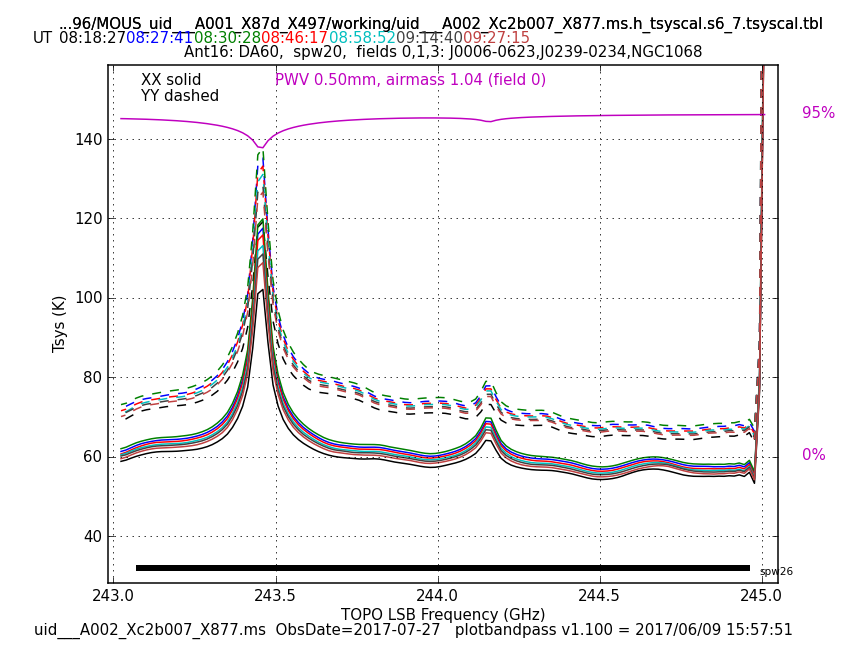 ...96/MOUS_uid___A001_X87d_X497/working/uid___A002_Xc2b007_X877.ms.h_tsyscal.s6_7.tsyscal.tbl
UT 08:18:27 08:27:41 08:30:28 08:46:17 08:58:52 09:14:40 09:27:15
Ant16: DA60, spw20, fields 0,1,3: J0006-0623,J0239-0234,NGC1068
XX solid
YY dashed
PWV 0.50mm, airmass 1.04 (field 0)
95%
0%
140
120
100
80
60
40
Tsys (K)
spw26
243.0 243.5 244.0 244.5 245.0
TOPO LSB Frequency (GHz)
uid___A002_Xc2b007_X877.ms ObsDate=2017-07-27 plotbandpass v1.100 = 2017/06/09 15:57:51